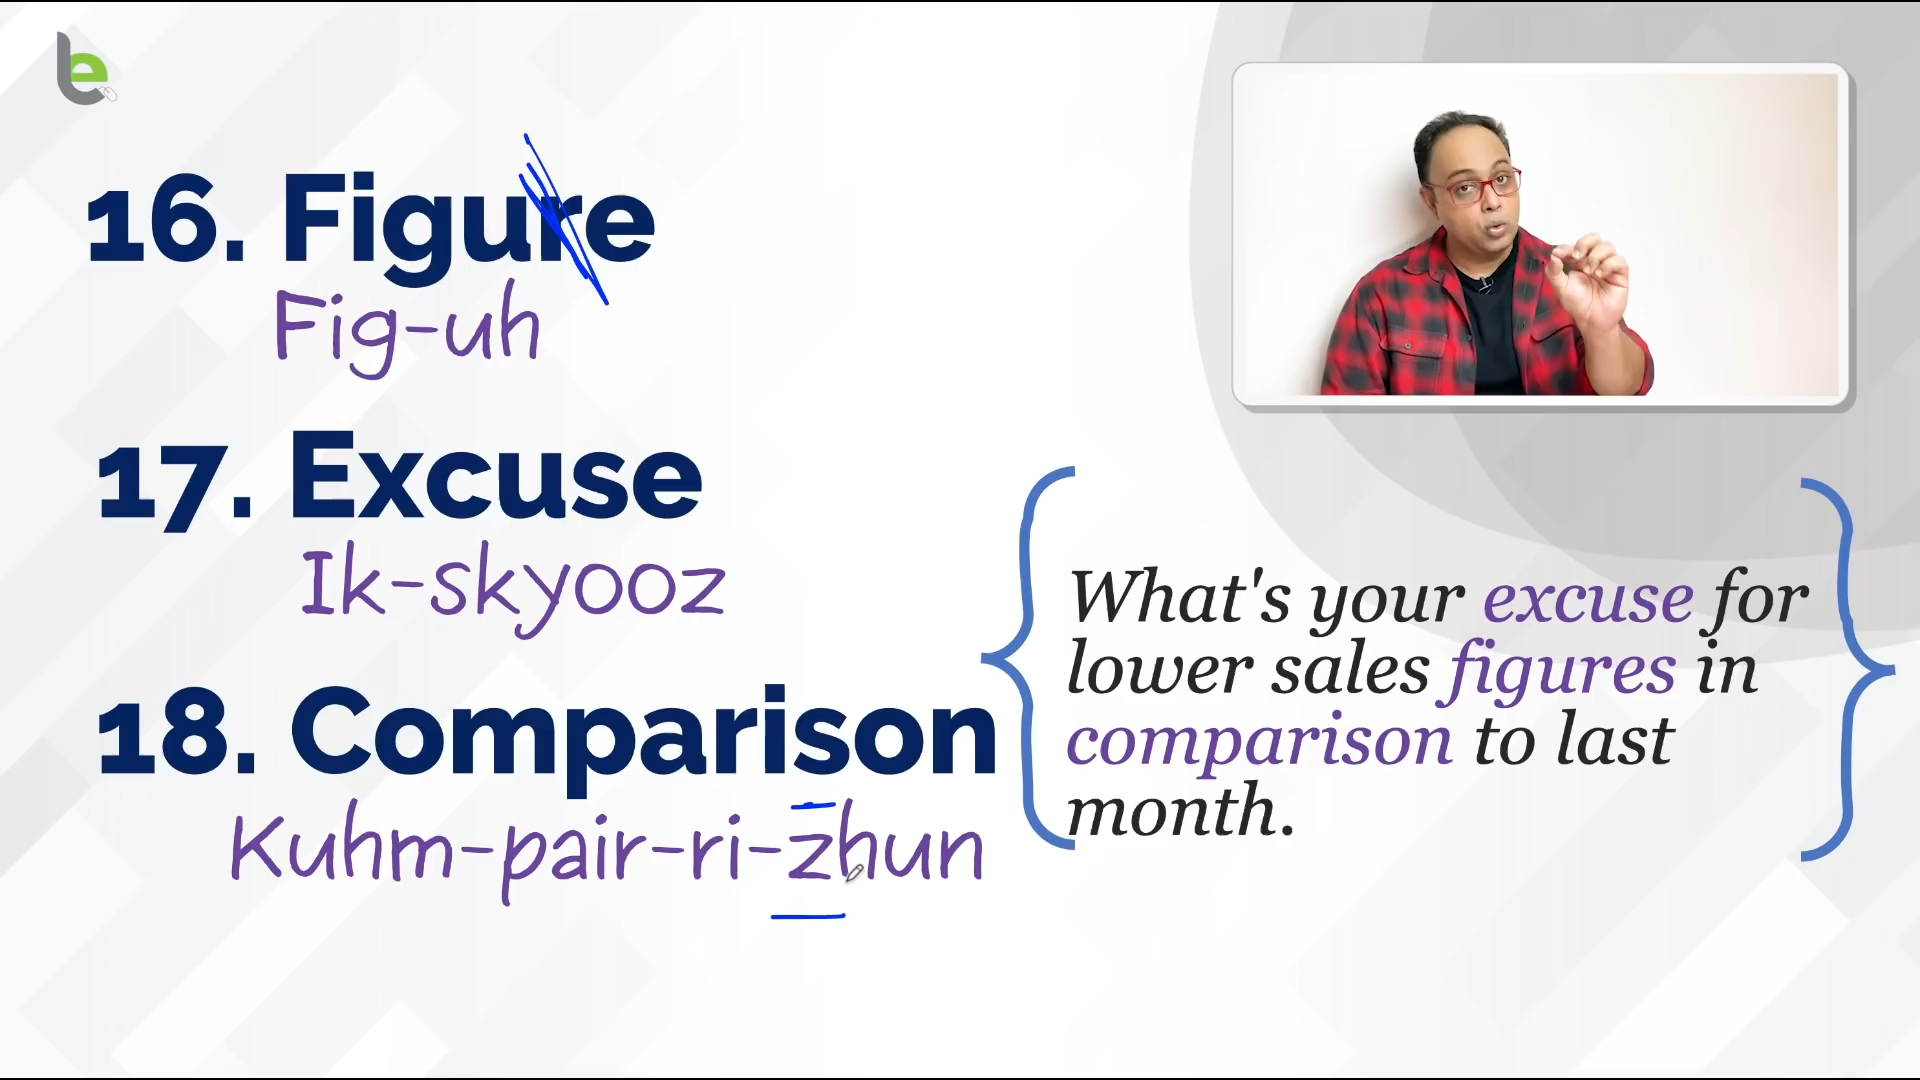 16. Figure
Fig-uh
17. Excuse
Ik-skyooz
18. Comparison
Kuhm-pair-ri-zhun
What's your excuse for
lower sales figures in
comparison to last
month.